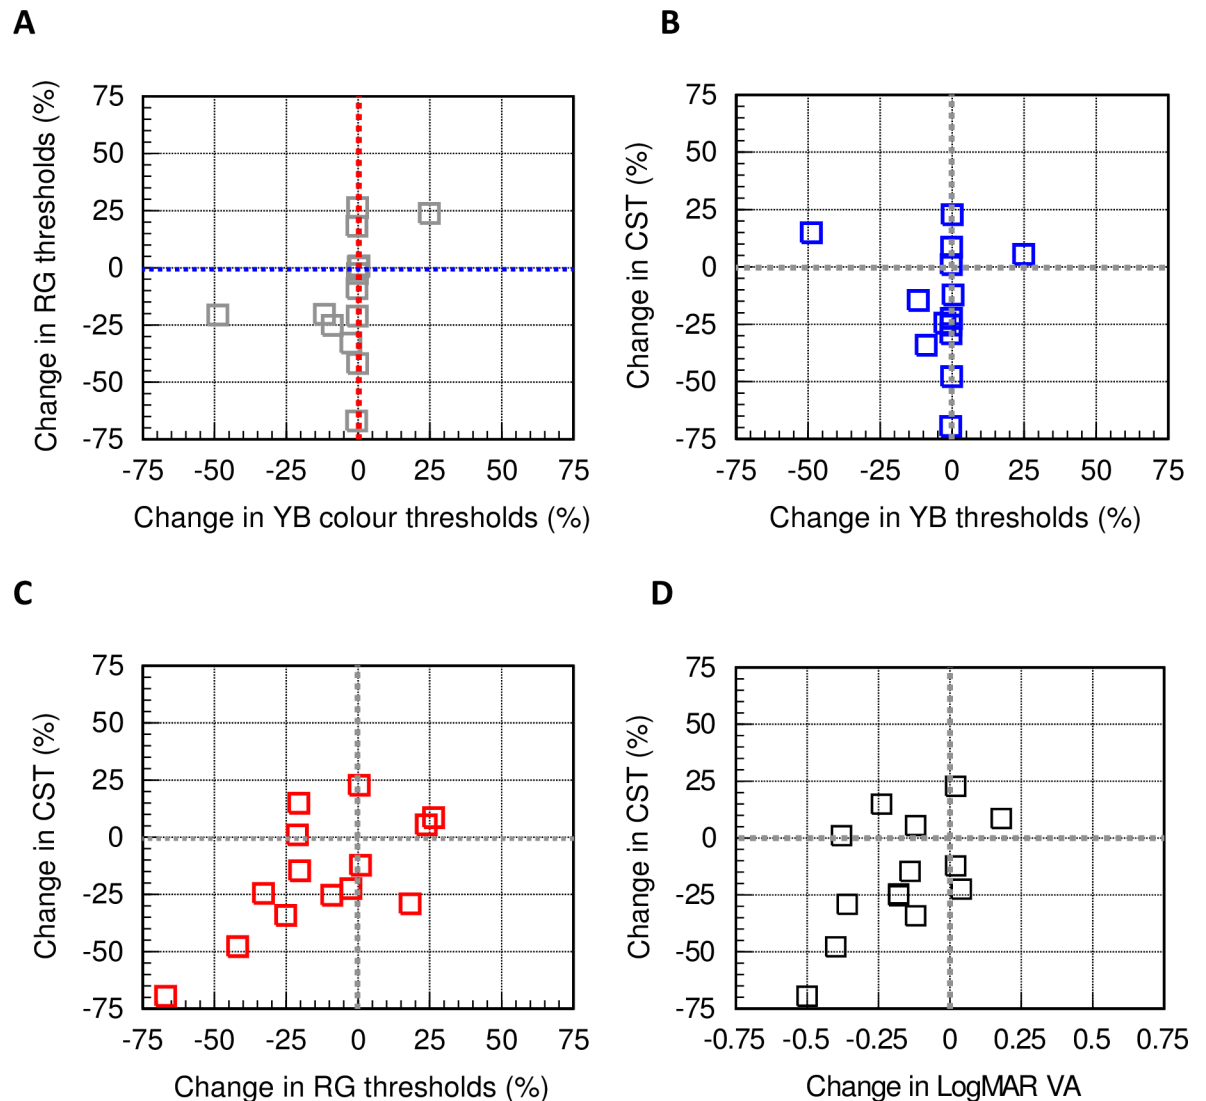 A
B
75
50
25
0
-25
-50
-75
Change in RG thresholds (%)
-75 -50 -25 0 25 50 75
Change in YB colour thresholds (%)
75
50
25
0
-25
-50
-75
Change in CST (%)
-75 -25 0 25 50 75
Change in YB thresholds (%)
C
D
75
50
25
0
-25
-50
-75
Change in CST (%)
-75 -50 -25 0 25 50 75
Change in RG thresholds (%)
75
50
25
0
-25
-50
-75
Change in CST (%)
-0.75 -0.5 -0.25 0 0.25 0.5 0.75
Change in LogMAR VA